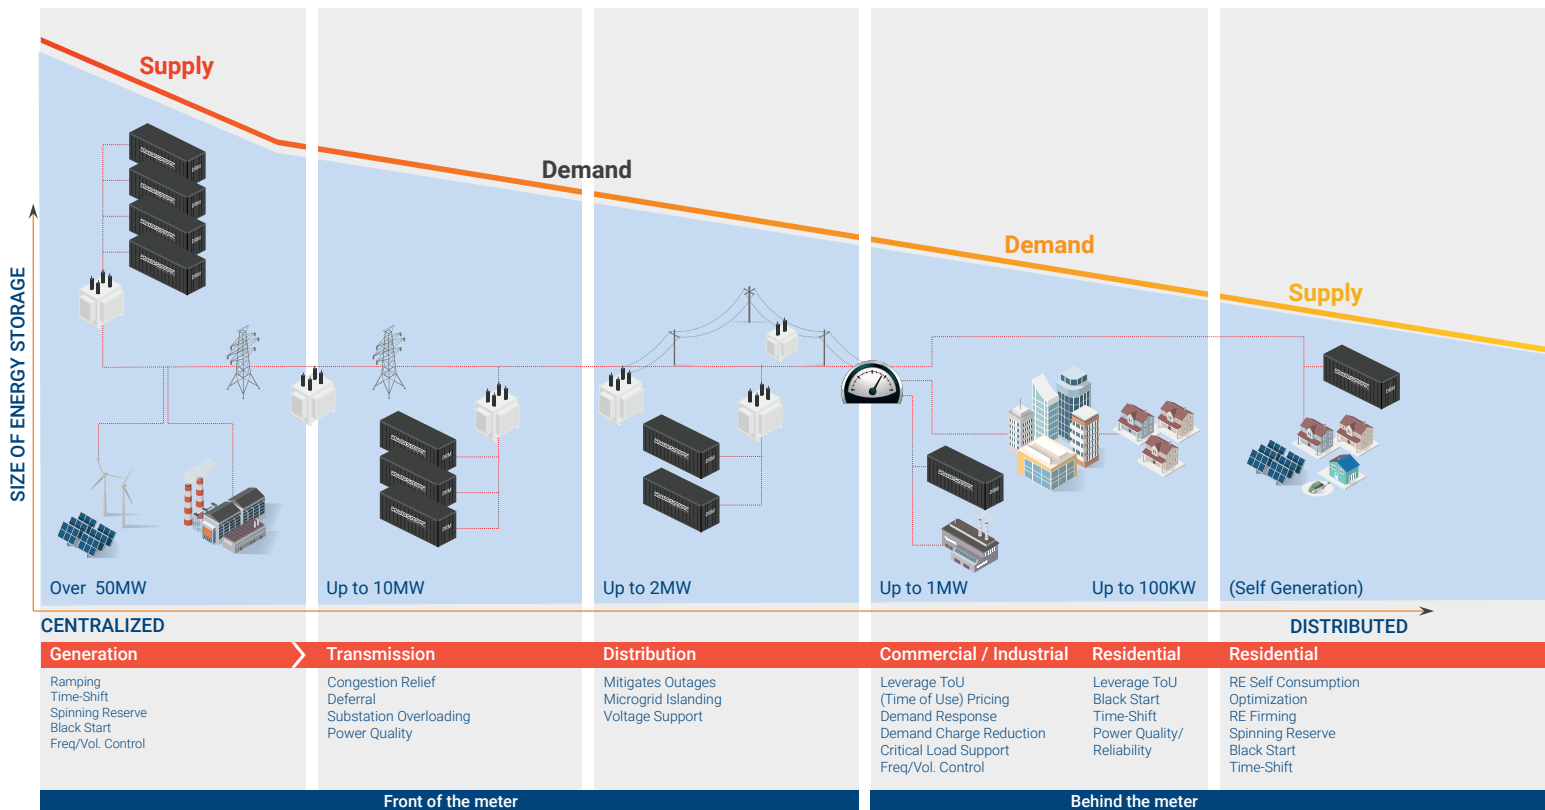 Supply
Demand
Demand
Supply
SIZE OF ENERGY STORAGE
Over 50MW
Up to 10MW
Up to 2MW
Up to 1MW
Up to 100KW
(Self Generation)
CENTRALIZED
DISTRIBUTED
Generation
Ramping
Time-Shift
Spinning Reserve
Black Start
Freq/Vol. Control
Transmission
Congestion Relief
Deferral
Substation Overloading
Power Quality
Distribution
Mitigates Outages
Microgrid Islanding
Voltage Support
Commercial / Industrial
Leverage ToU
(Time of Use) Pricing
Demand Response
Demand Charge Reduction
Critical Load Support
Freq/Vol. Control
Residential
Leverage ToU
Black Start
Time-Shift
Power Quality/
Reliability
Residential
RE Self Consumption
Optimization
RE Firming
Spinning Reserve
Black Start
Time-Shift
Front of the meter
Behind the meter